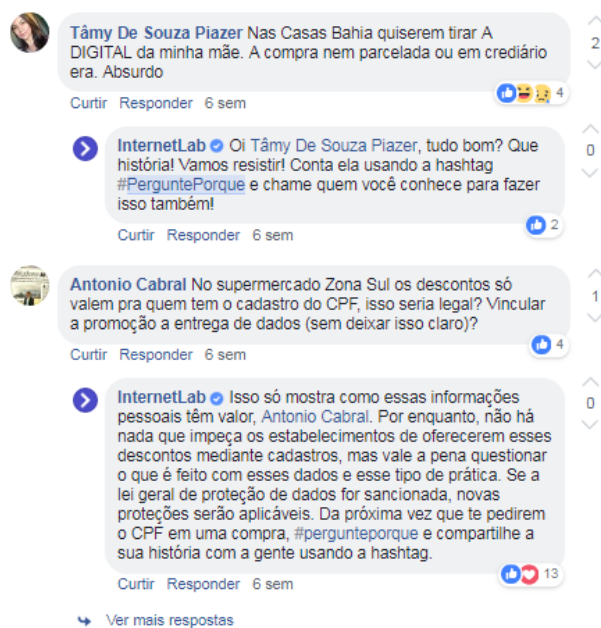 Tâmy De Souza Piazer Nas Casas Bahia quiserem tirar A
DIGITAL da minha mãe. A compra nem parcelada ou em crediário
era. Absurdo
4
2
Curtir Responder 6 sem
InternetLab Oi Tâmy De Souza Piazer, tudo bom? Que
história! Vamos resistir! Conta ela usando a hashtag
#PerguntePorque e chame quem você conhece para fazer
isso também!
2
0
Curtir Responder 6 sem
Antonio Cabral No supermercado Zona Sul os descontos só
valem pra quem tem o cadastro do CPF, isso seria legal? Vincular
a promoção a entrega de dados (sem deixar isso claro)?
4
1
Curtir Responder 6 sem
InternetLab Isso só mostra como essas informações
pessoais têm valor, Antonio Cabral. Por enquanto, não há
nada que impeça os estabelecimentos de oferecerem esses
descontos mediante cadastros, mas vale a pena questionar
o que é feito com esses dados e esse tipo de prática. Se a
lei geral de proteção de dados for sancionada, novas
proteções serão aplicáveis. Da próxima vez que te pedirem
o CPF em uma compra, #pergunteporque e compartilhe a
sua história com a gente usando a hashtag.
13
0
Curtir Responder 6 sem
Ver mais respostas